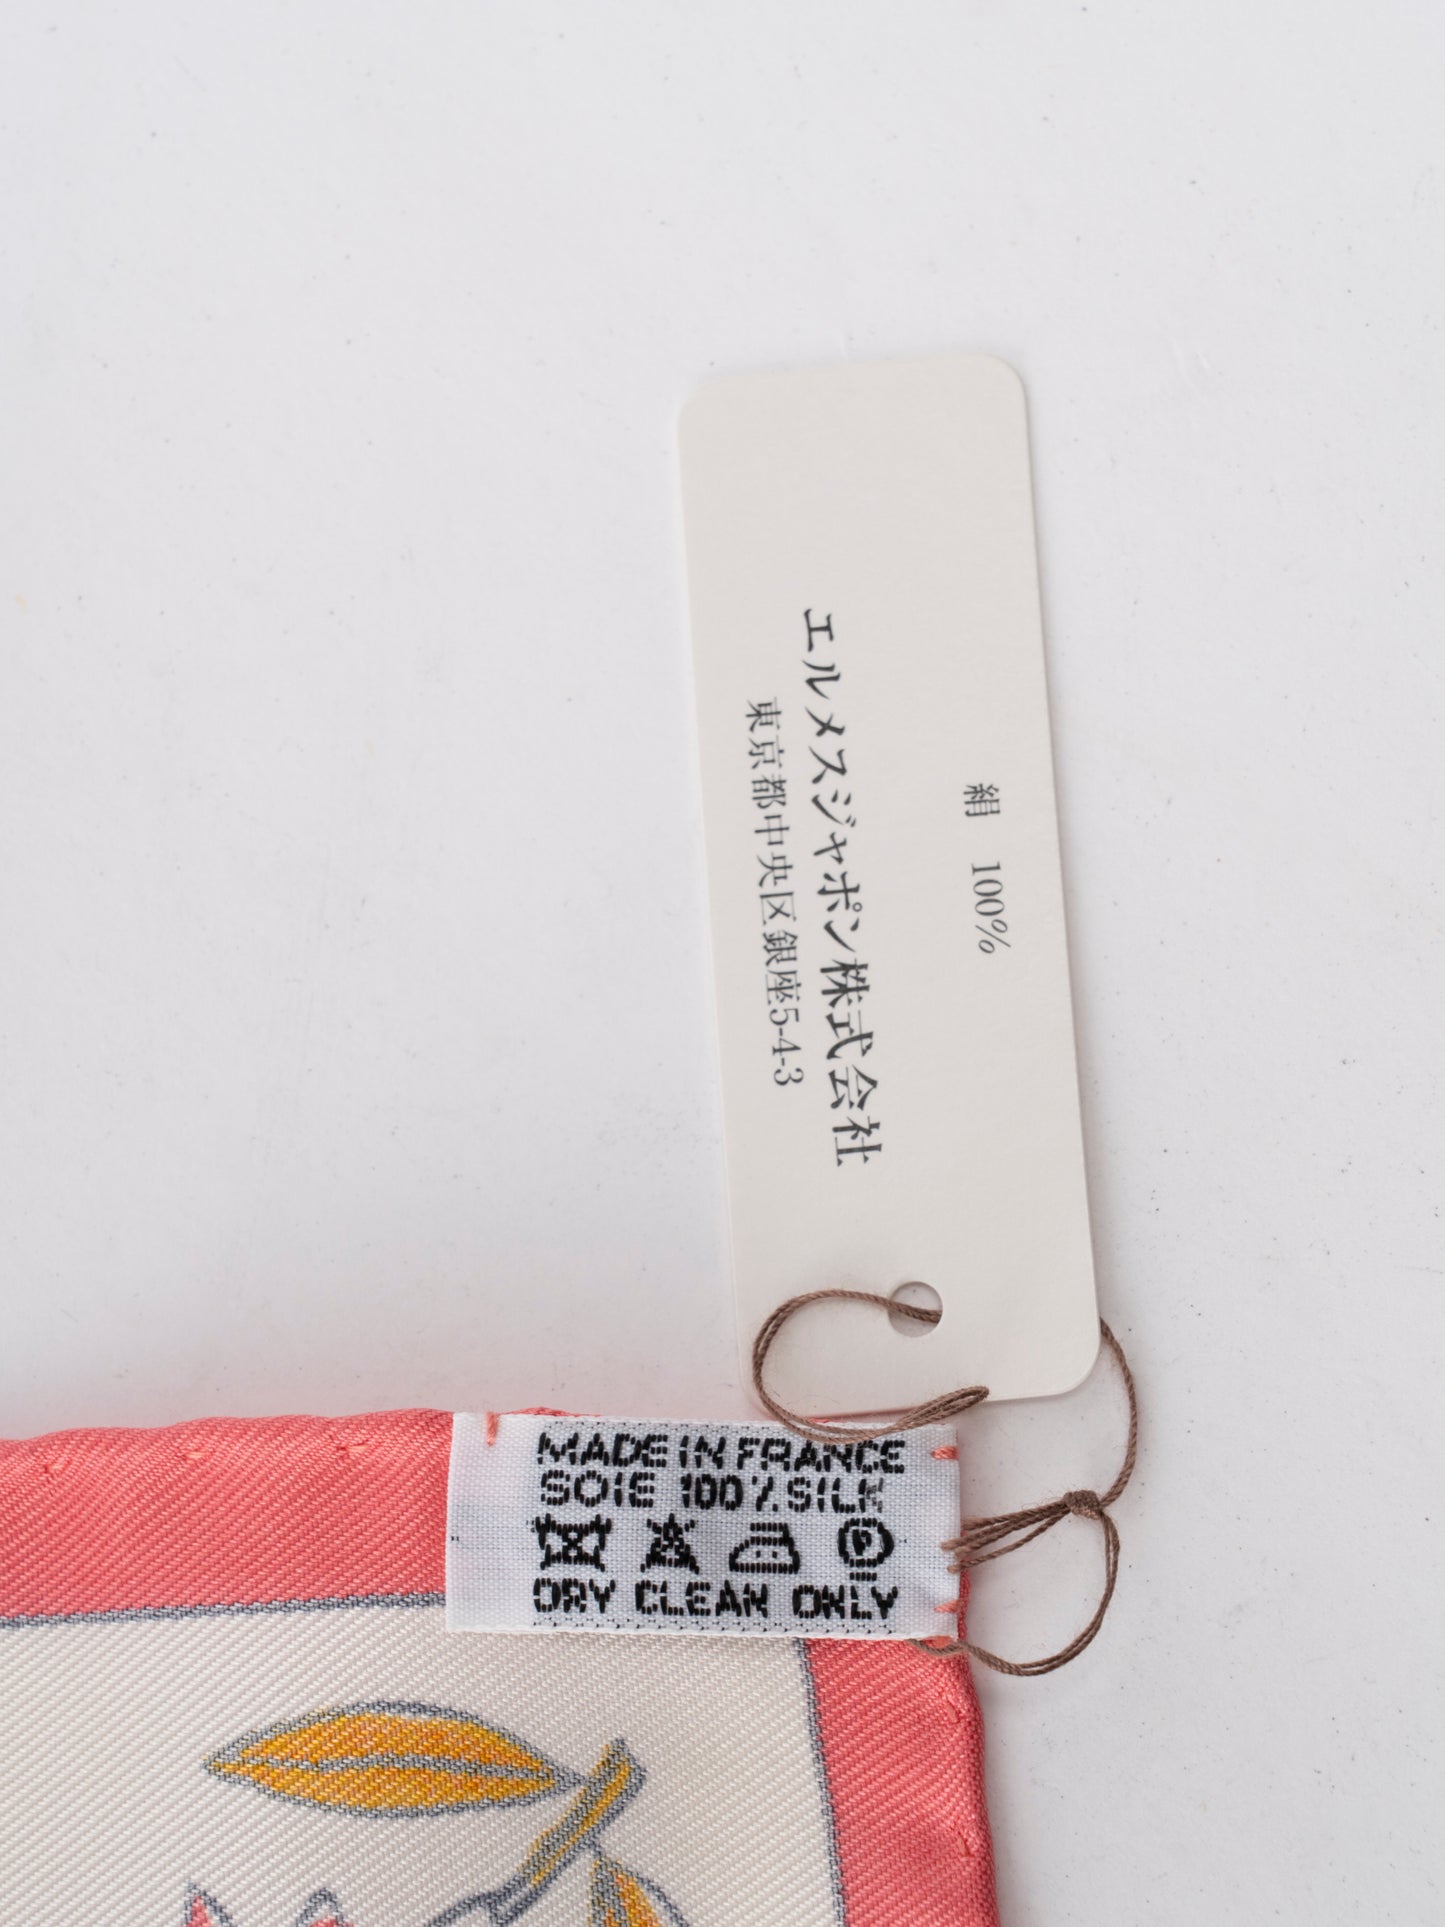 絹 100%
エルメスジャポン株式会社
東京都中央区銀座5-4-3
MADE IN FRANCE
SOIE 100% SILK
DRY CLEAN ONLY